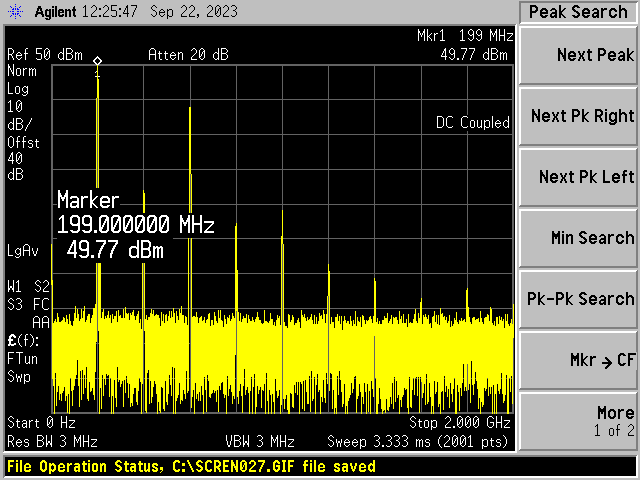 Agilent 12:25:47 Sep 22, 2023
Peak Search
Mkr1 199 MHz
Ref 50 dBm Atten 20 dB 49.77 dBm
Norm
Log
10
dB/
Offst
40
dB
1
DC Coupled
Marker
199.000000 MHz
49.77 dBm
LgAv
W1 S2
S3 FC
AA
£(f):
FTun
Swp
Start 0 Hz Stop 2.000 GHz
Res BW 3 MHz VBW 3 MHz Sweep 3.333 ms (2001 pts)
File Operation Status, C:\SCREN027.GIF file saved
Next Peak
Next Pk Right
Next Pk Left
Min Search
Pk-Pk Search
Mkr → CF
More
1 of 2